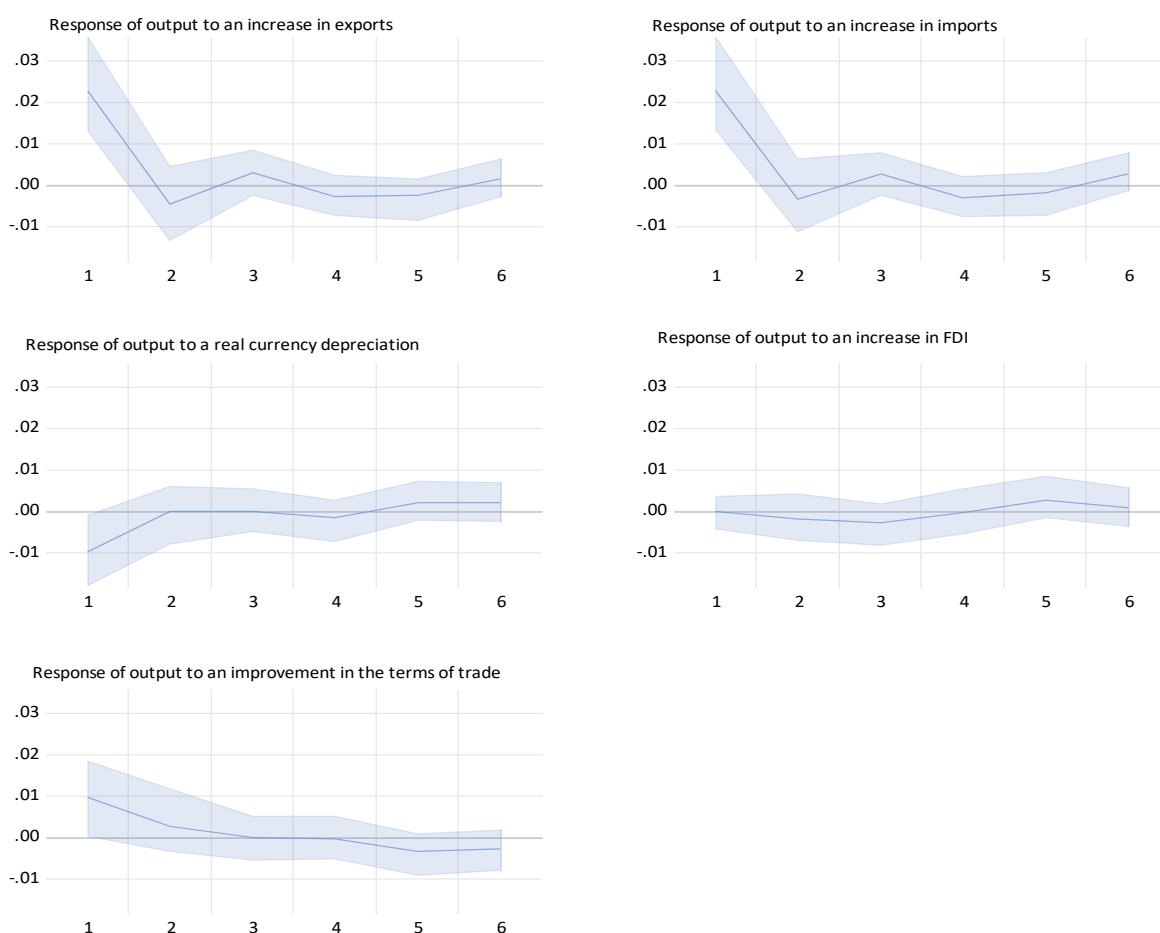 Response of output to an increase in exports
.03
.02
.01
.00
-.01
1 2 3 4 5 6
Response of output to an increase in imports
.03
.02
.01
.00
-.01
1 2 3 4 5 6
Response of output to a real currency depreciation
.03
.02
.01
.00
-.01
1 2 3 4 5 6
Response of output to an increase in FDI
.03
.02
.01
.00
-.01
1 2 3 4 5 6
Response of output to an improvement in the terms of trade
.03
.02
.01
.00
-.01
1 2 3 4 5 6